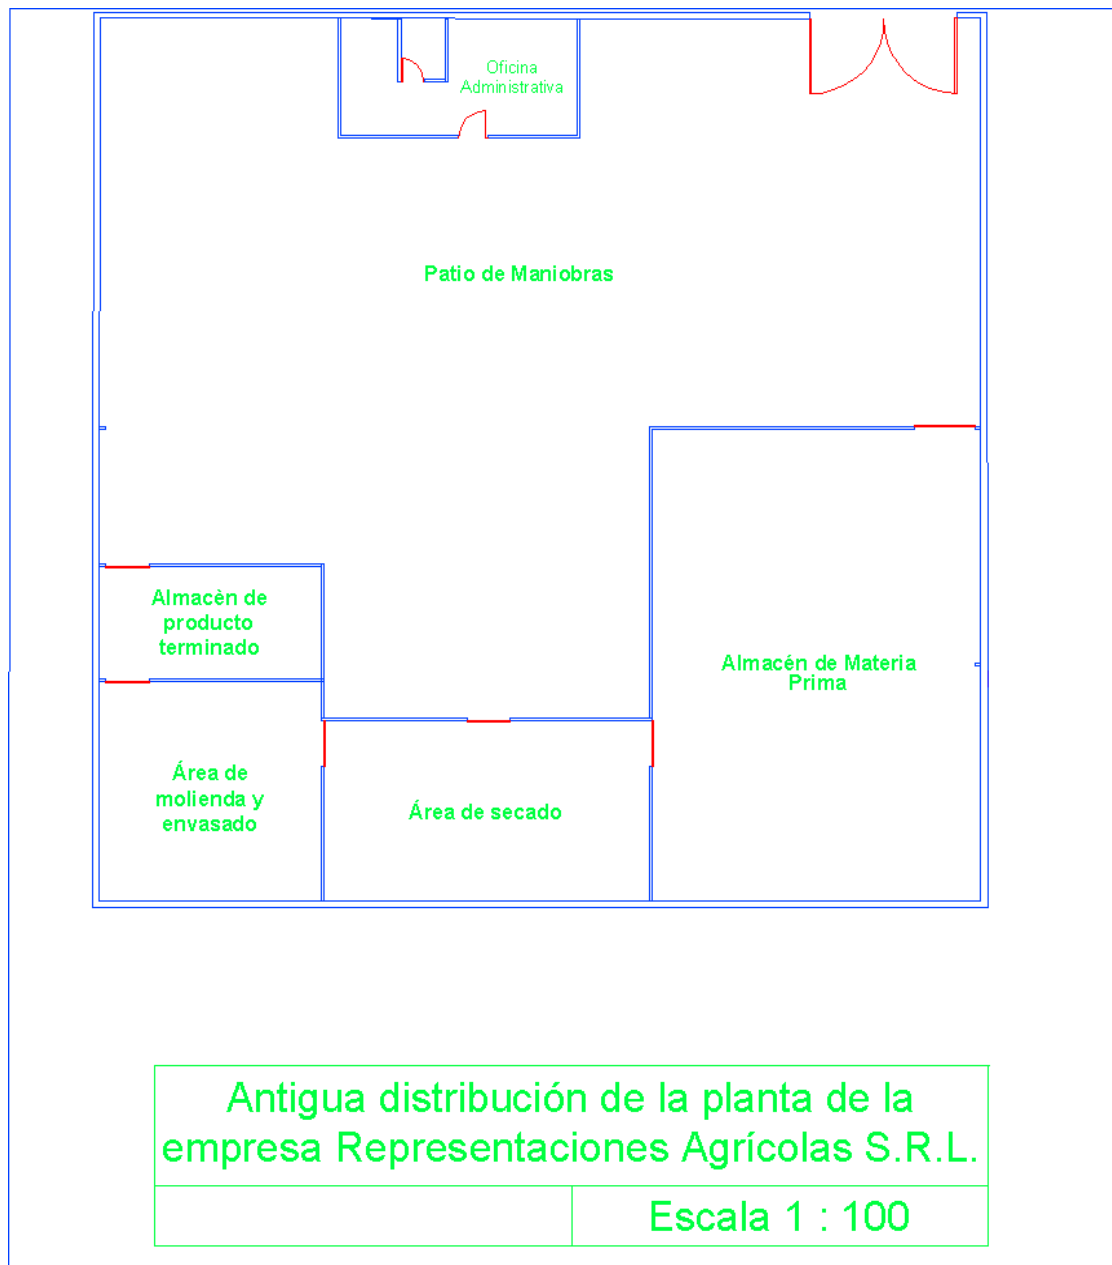 Oficina
Administrativa
Patio de Maniobras
Almacèn de
producto
terminado
Almacén de Materia
Prima
Área de
molienda y
envasado
Área de secado
Antigua distribución de la planta de la
empresa Representaciones Agrícolas S.R.L.
Escala 1 : 100